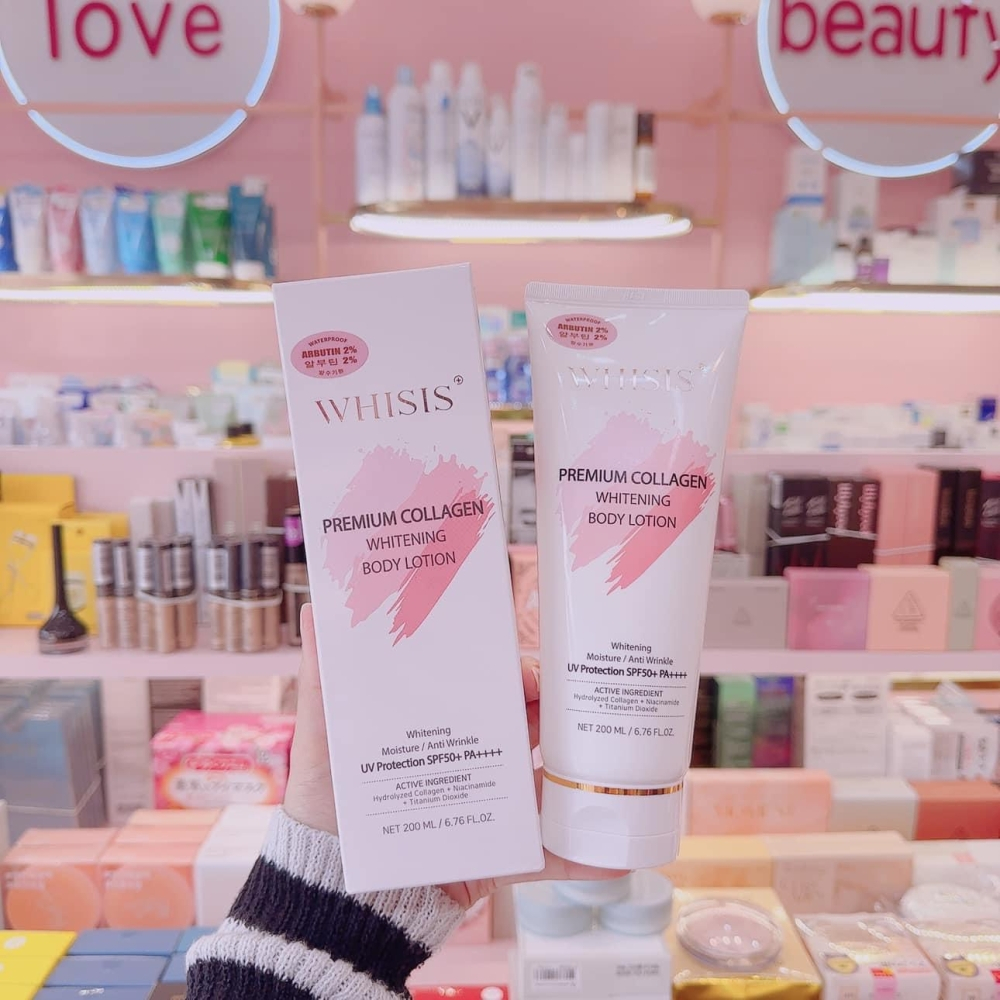 love
beauty
WATERPROOF
ARBUTIN 2%
알부틴 2%
WHISIS
PREMIUM COLLAGEN
WHITENING
BODY LOTION
Whitening
Moisture / Anti Wrinkle
UV Protection SPF50+ PA++++
ACTIVE INGREDIENT
Hydrolyzed Collagen + Niacinamide
+ Titanium Dioxide
NET 200 ML / 6.76 FL.OZ.
WATERPROOF
ARBUTIN 2%
알부틴 2%
WHISIS
PREMIUM COLLAGEN
WHITENING
BODY LOTION
Whitening
Moisture / Anti Wrinkle
UV Protection SPF50+ PA++++
ACTIVE INGREDIENT
Hydrolyzed Collagen + Niacinamide
+ Titanium Dioxide
NET 200 ML / 6.76 FL.OZ.